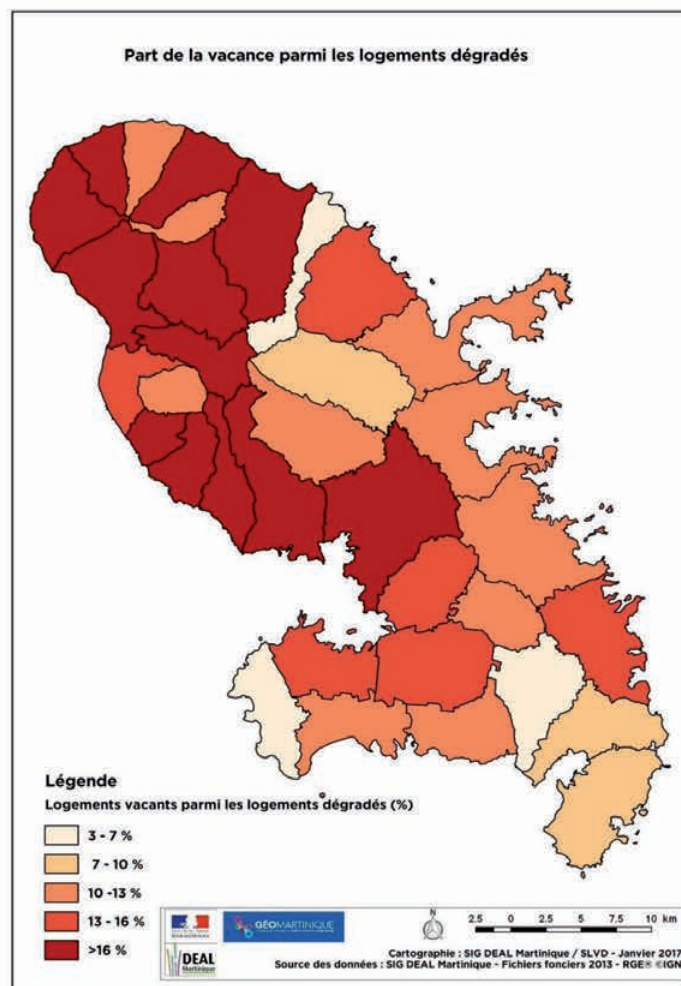 Part de la vacance parmi les logements dégradés
Légende
Logements vacants parmi les logements dégradés (%)
3 - 7 %
7 - 10 %
10 -13 %
13 - 16 %
>16 %
GÉOMARTINIQUE
DEAL
Martinique
N
2.5 0 2.5 5 7.5 10 km
Cartographie : SIG DEAL Martinique / SLVD - Janvier 2017
Source des données : SIG DEAL Martinique - Fichiers fonciers 2013 - RGE® ©IGN